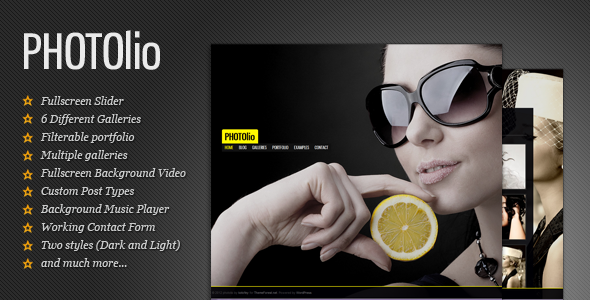 PHOTOlio
Fullscreen Slider
6 Different Galleries
Filterable portfolio
Multiple galleries
Fullscreen Background Video
Custom Post Types
Background Music Player
Working Contact Form
Two styles (Dark and Light)
and much more...
PHOTOlio
HOME BLOG GALLERIES PORTFOLIO EXAMPLES CONTACT